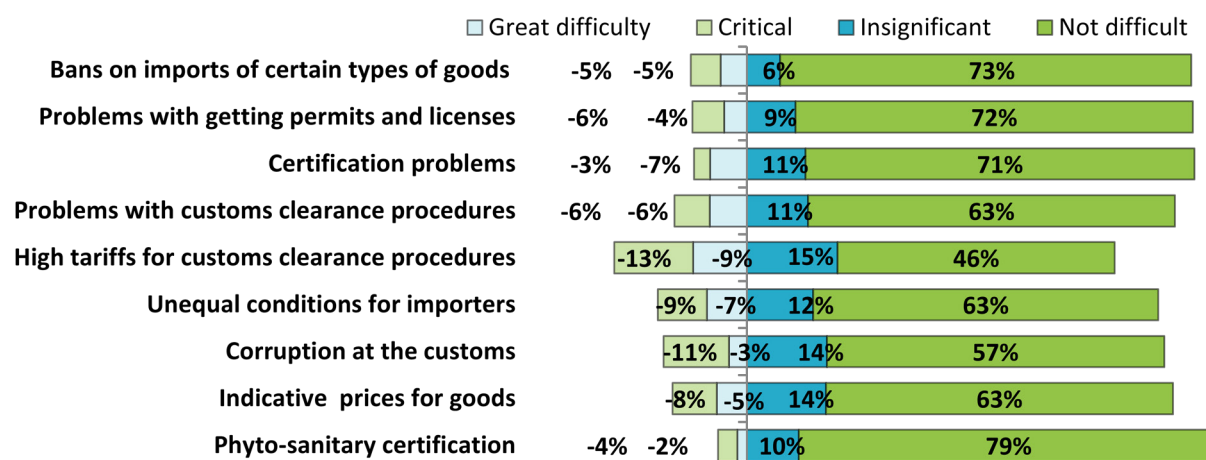 Great difficulty Critical Insignificant Not difficult
Bans on imports of certain types of goods -5% -5% 6% 73%
Problems with getting permits and licenses -6% -4% 9% 72%
Certification problems -3% -7% 11% 71%
Problems with customs clearance procedures -6% -6% 11% 63%
High tariffs for customs clearance procedures -13% -9% 15% 46%
Unequal conditions for importers -9% -7% 12% 63%
Corruption at the customs -11% -3% 14% 57%
Indicative prices for goods -8% -5% 14% 63%
Phyto-sanitary certification -4% -2% 10% 79%